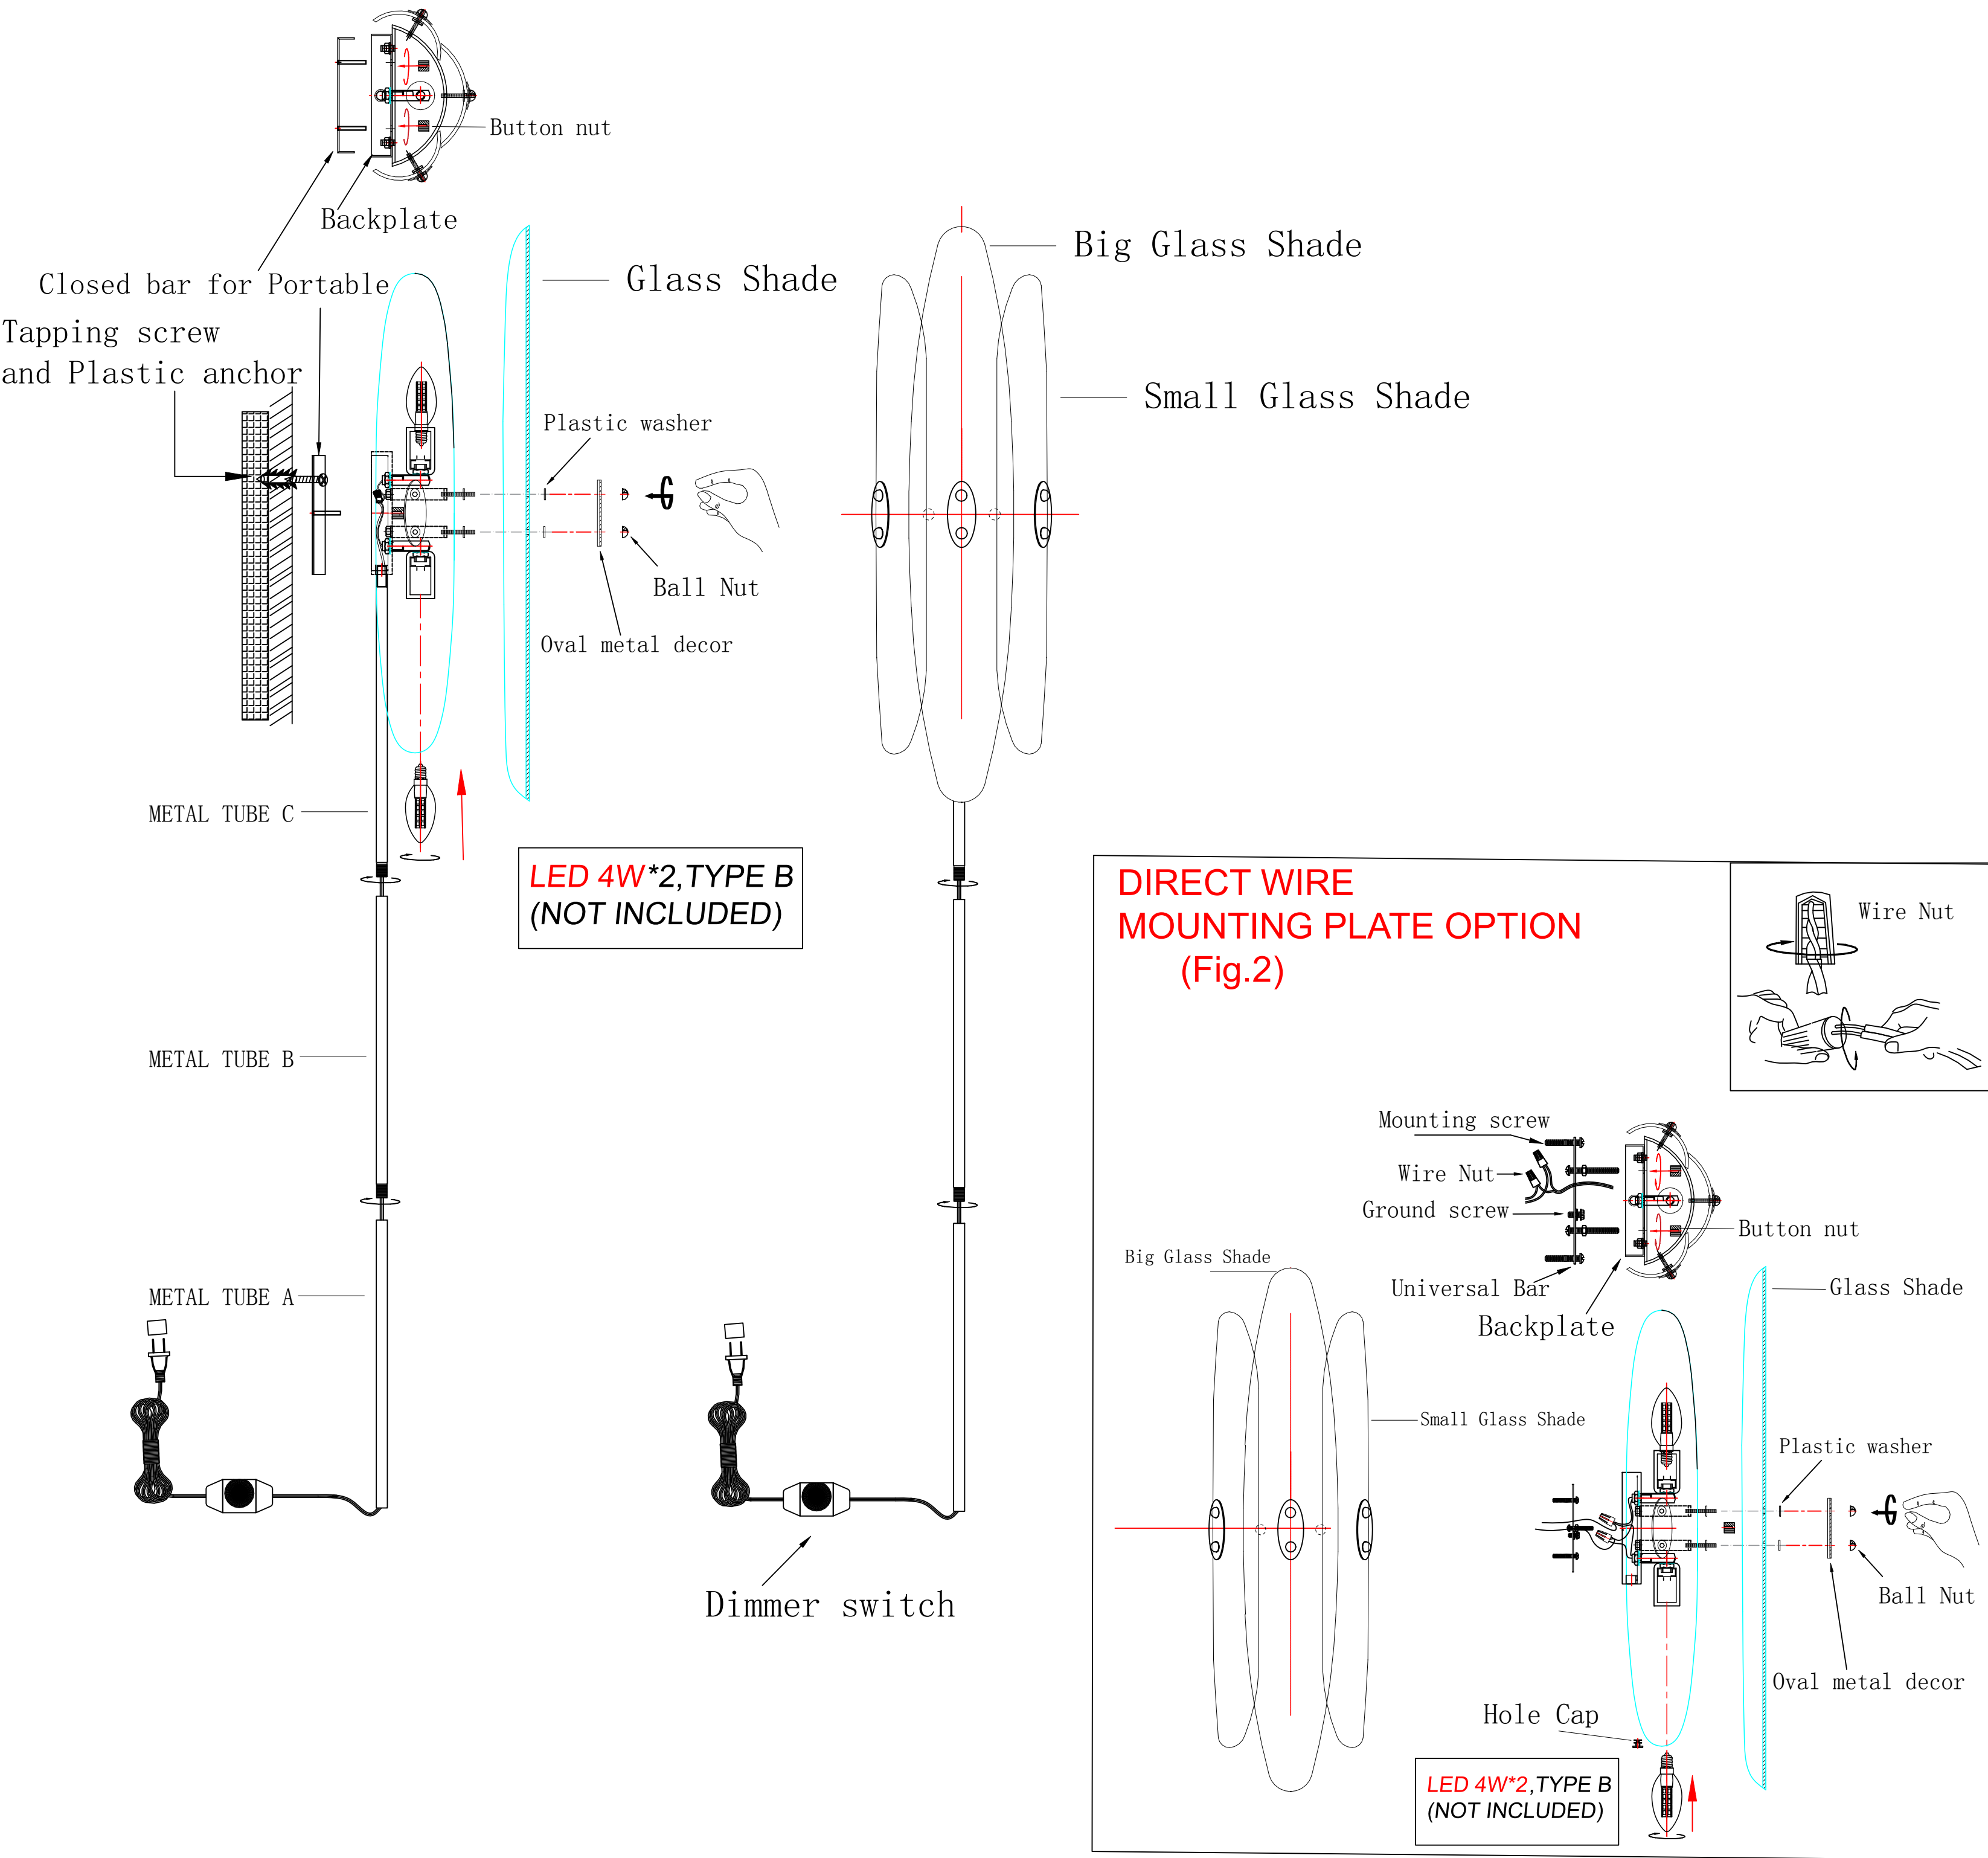 Button nut
Backplate
Closed bar for Portable
Tapping screw
and Plastic anchor
Glass Shade
Big Glass Shade
Small Glass Shade
Plastic washer
Ball Nut
Oval metal decor
METAL TUBE C
LED 4W*2,TYPE B
(NOT INCLUDED)
METAL TUBE B
METAL TUBE A
Dimmer switch
DIRECT WIRE
MOUNTING PLATE OPTION
(Fig.2)
Wire Nut
Mounting screw
Wire Nut
Ground screw
Button nut
Universal Bar
Backplate
Big Glass Shade
Glass Shade
Small Glass Shade
Plastic washer
Ball Nut
Oval metal decor
Hole Cap
LED 4W*2,TYPE B
(NOT INCLUDED)